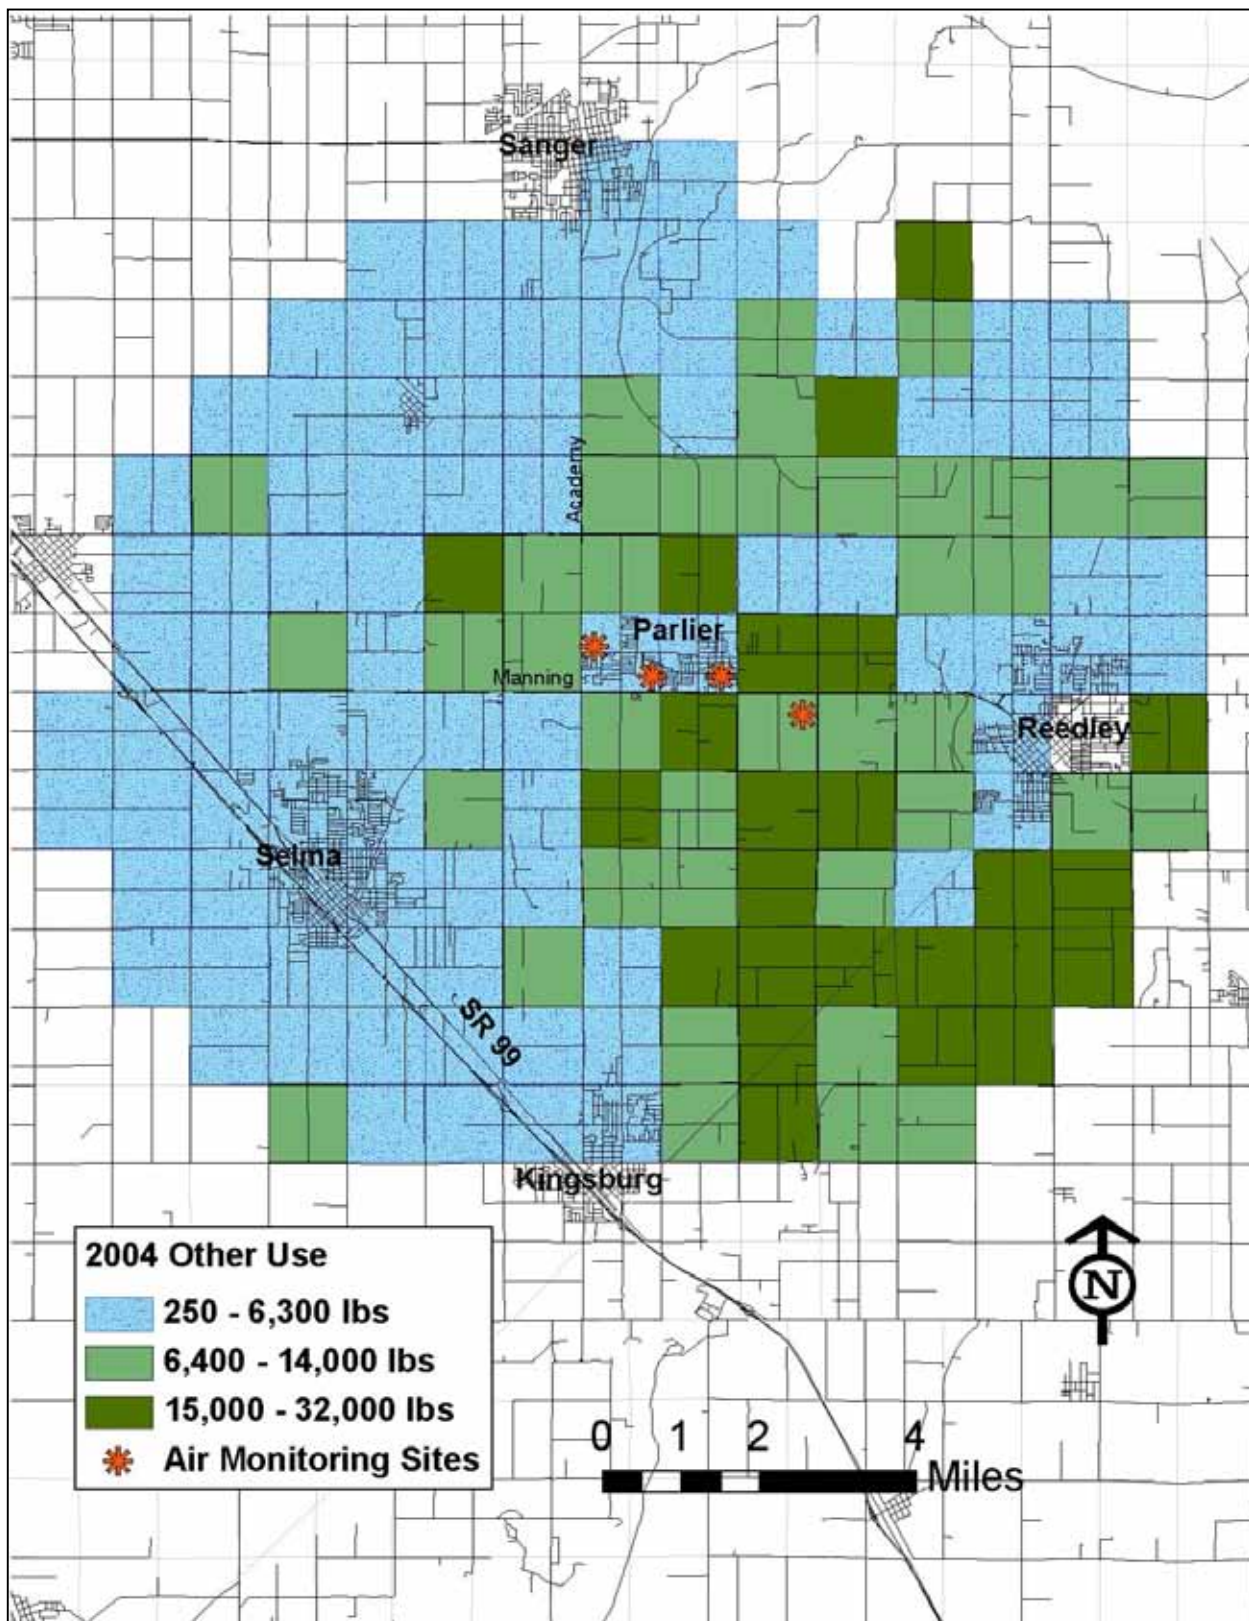 Sanger
Academy
Parlier
Manning
Reedley
Selma
SR 99
Kingsburg
2004 Other Use
250 - 6,300 lbs
6,400 - 14,000 lbs
15,000 - 32,000 lbs
Air Monitoring Sites
N
0 1 2 4
Miles